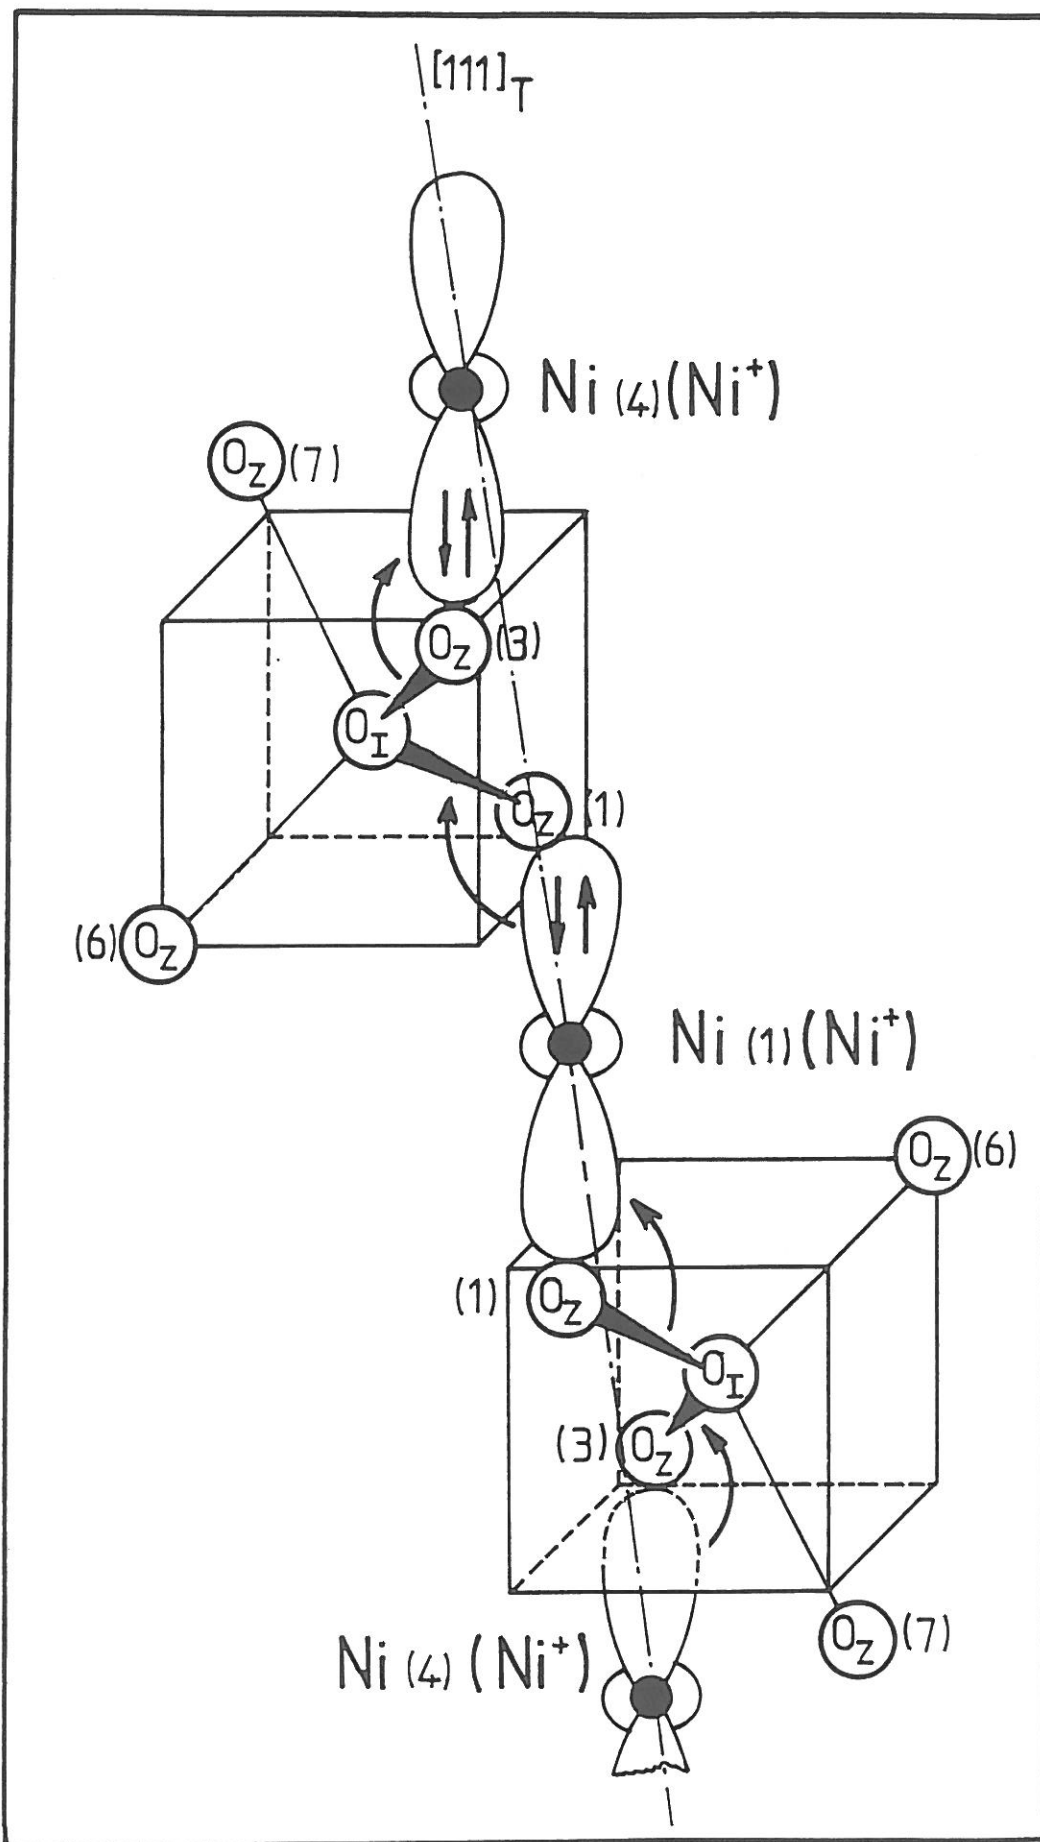 [111]T
Ni (4)(Ni+)
OZ (7)
OZ (3)
OI
OZ (1)
(6) OZ
Ni (1)(Ni+)
OZ (6)
(1) OZ
OI
(3) OZ
Ni (4) (Ni+)
OZ (7)